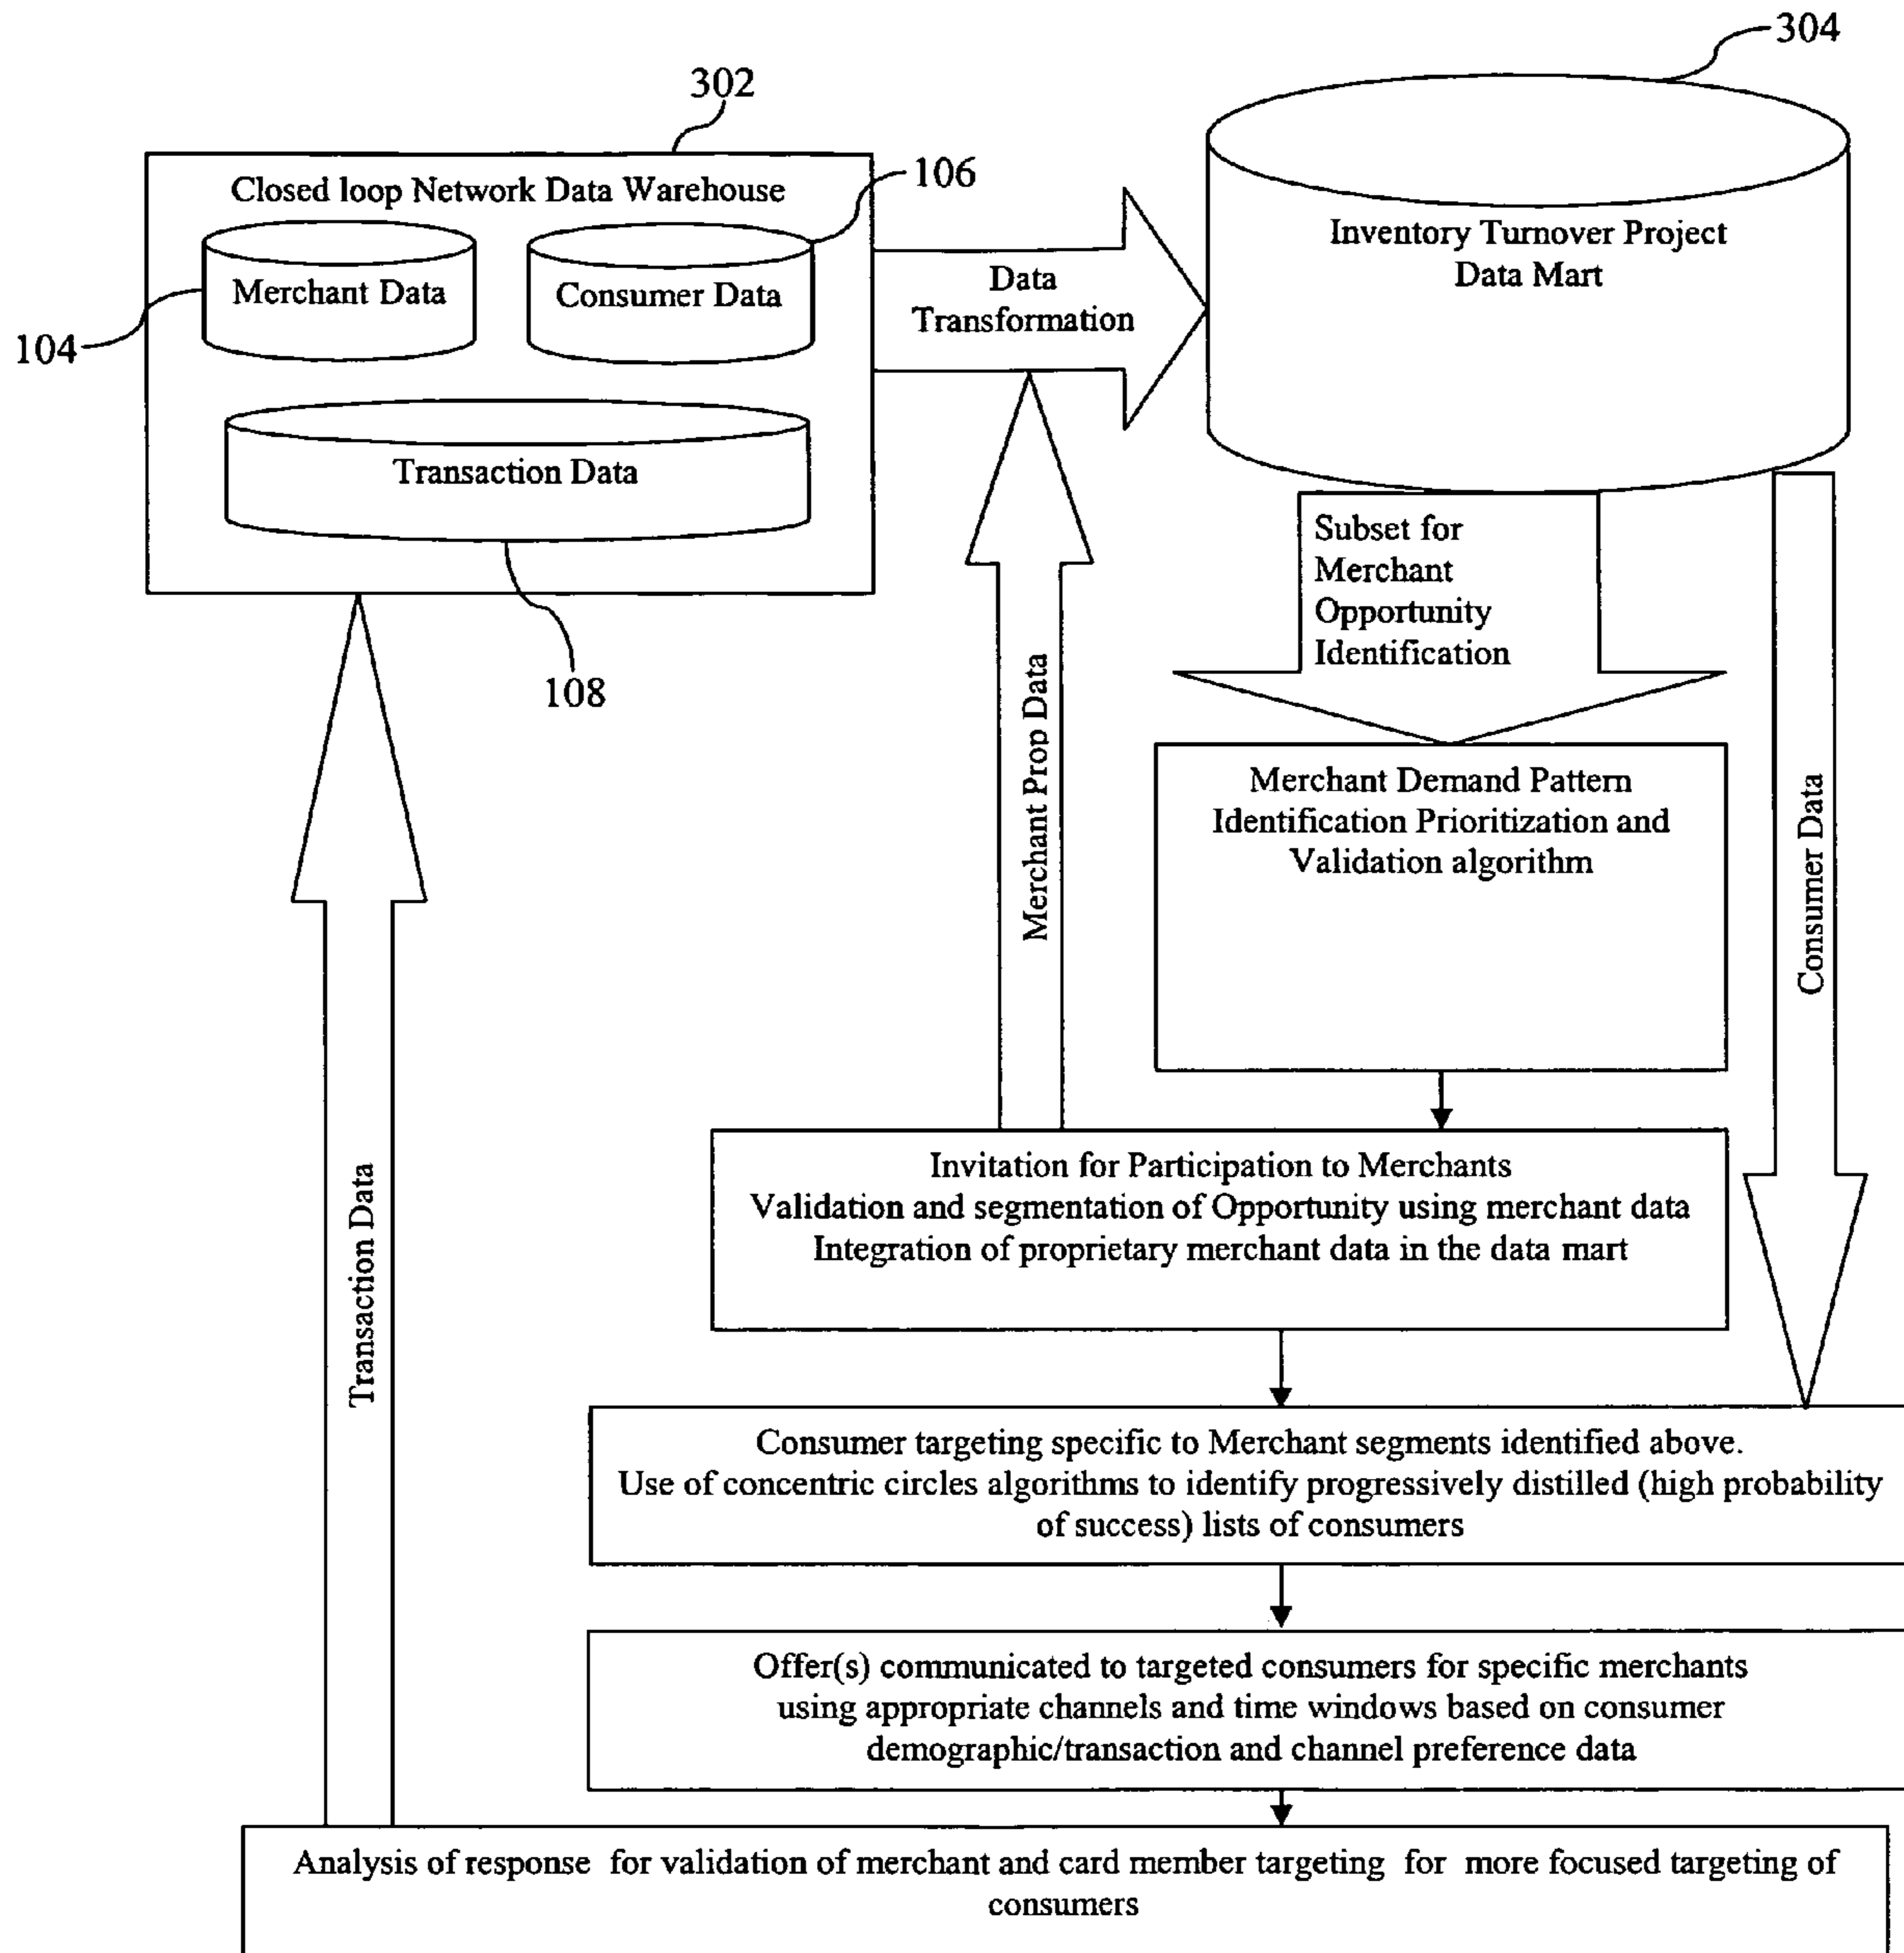 304
302
Closed loop Network Data Warehouse
106
Merchant Data
Consumer Data
104
Transaction Data
108
Data
Transformation
Inventory Turnover Project
Data Mart
Subset for
Merchant
Opportunity
Identification
Merchant Prop Data
Consumer Data
Merchant Demand Pattern
Identification Prioritization and
Validation algorithm
Transaction Data
Invitation for Participation to Merchants
Validation and segmentation of Opportunity using merchant data
Integration of proprietary merchant data in the data mart
Consumer targeting specific to Merchant segments identified above.
Use of concentric circles algorithms to identify progressively distilled (high probability
of success) lists of consumers
Offer(s) communicated to targeted consumers for specific merchants
using appropriate channels and time windows based on consumer
demographic/transaction and channel preference data
Analysis of response for validation of merchant and card member targeting for more focused targeting of
consumers